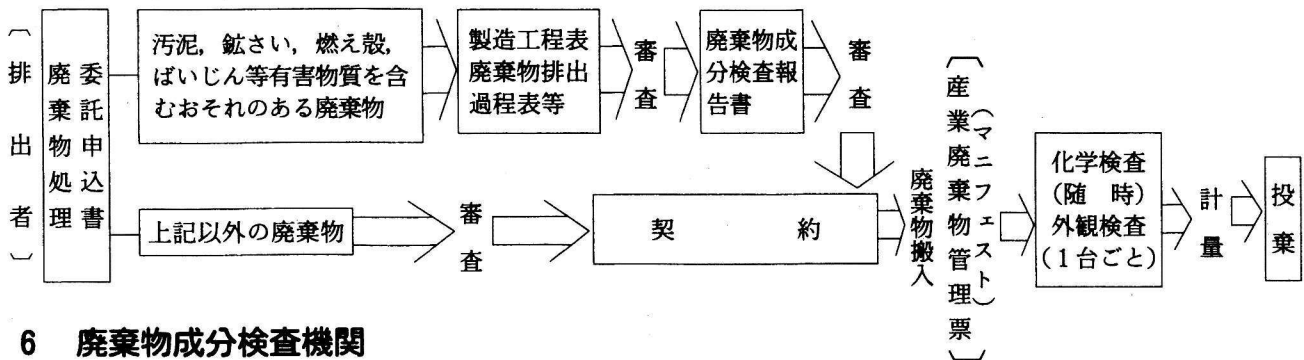 〔排出者〕
廃棄物処理
委託申込書
汚泥，鉱さい，燃え殻，
ばいじん等有害物質を含
むおそれのある廃棄物
製造工程表
廃棄物排出
過程表等
審査
廃棄物成
分検査報
告書
審査
上記以外の廃棄物
審査
契約
廃棄物搬入
〔産業廃棄物管理票〕
（マニフェスト）
化学検査
(随時)
外観検査
(1台ごと)
計量
投棄
6 廃棄物成分検査機関